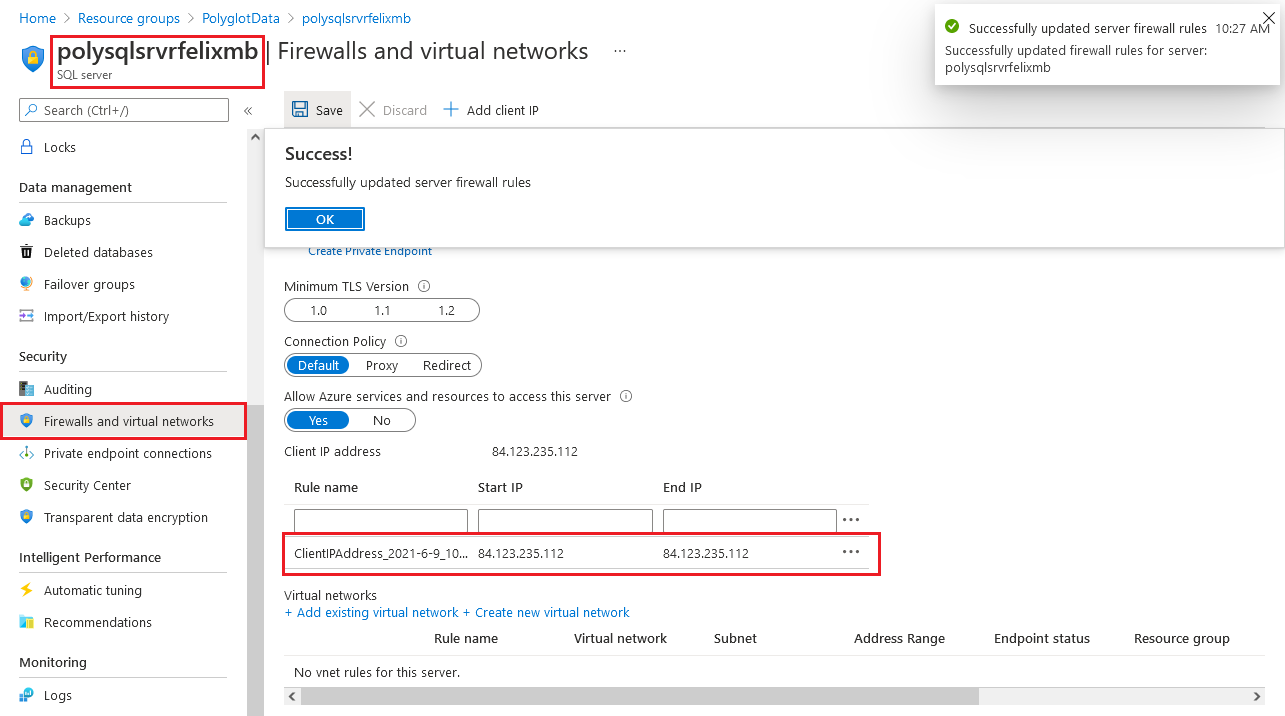 Home > Resource groups > PolyglotData > polysqlsrvrfelixmb
polysqlsrvrfelixmb | Firewalls and virtual networks ...
SQL server
Successfully updated server firewall rules 10:27 AM
Successfully updated firewall rules for server:
polysqlsrvrfelixmb
Search (Ctrl+/) «
Save Discard + Add client IP
Success!
Successfully updated server firewall rules
OK
Locks
Data management
Backups
Deleted databases
Failover groups
Import/Export history
Security
Auditing
Firewalls and virtual networks
Private endpoint connections
Security Center
Transparent data encryption
Intelligent Performance
Automatic tuning
Recommendations
Monitoring
Logs
Create Private Endpoint
Minimum TLS Version
1.0 1.1 1.2
Connection Policy
Default Proxy Redirect
Allow Azure services and resources to access this server
Yes No
Client IP address 84.123.235.112
Rule name Start IP End IP
...
ClientIPAddress_2021-6-9_10... 84.123.235.112 84.123.235.112 ...
Virtual networks
+ Add existing virtual network + Create new virtual network
Rule name Virtual network Subnet Address Range Endpoint status Resource group
No vnet rules for this server.